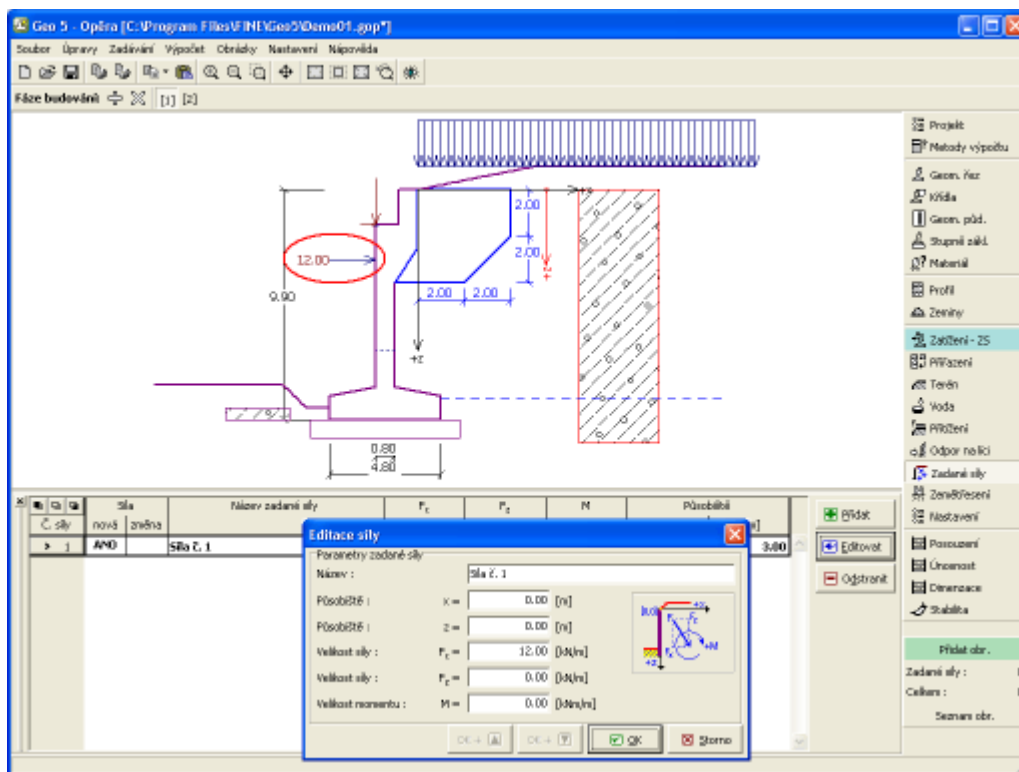 Geo 5 - Opěra [C:\Program Files\FINE\Geo5\Demo01.gop*]
Soubor Úpravy Zadávání Výpočet Obrázky Nastavení Nápověda
Fáze budování: [1] [2]
Projekt
Metody výpočtu
Geom. řez
Křídla
Geom. půd.
Stupně zákl.
Materiál
Profil
Zeminy
Zatížení - ZS
Přiřazení
Terén
Voda
Přitížení
Odpor na líci
Zadané síly
Zemětřesení
Nastavení
Posouzení
Únosnost
Dimenzace
Stabilita
Přidat obr.
Zadané síly :
Celkem :
Seznam obr.
+x
2.00
2.00
12.00
+z
2.00 2.00
9.90
+z
0.80
4.80
Síla Název zadané síly Fx Fz M Působiště
Č. síly nová změna
> 1 ANO Síla č. 1 3.00
Přidat
Editovat
Odstranit
Editace síly
Parametry zadané síly
Název : Síla č. 1
Působiště : x = 0.00 [m]
Působiště : z = 0.00 [m]
Velikost síly : Fx = 12.00 [kN/m]
Velikost síly : Fz = 0.00 [kN/m]
Velikost momentu : M = 0.00 [kNm/m]
[0,0] +x
+M
+z
OK + OK + OK Storno